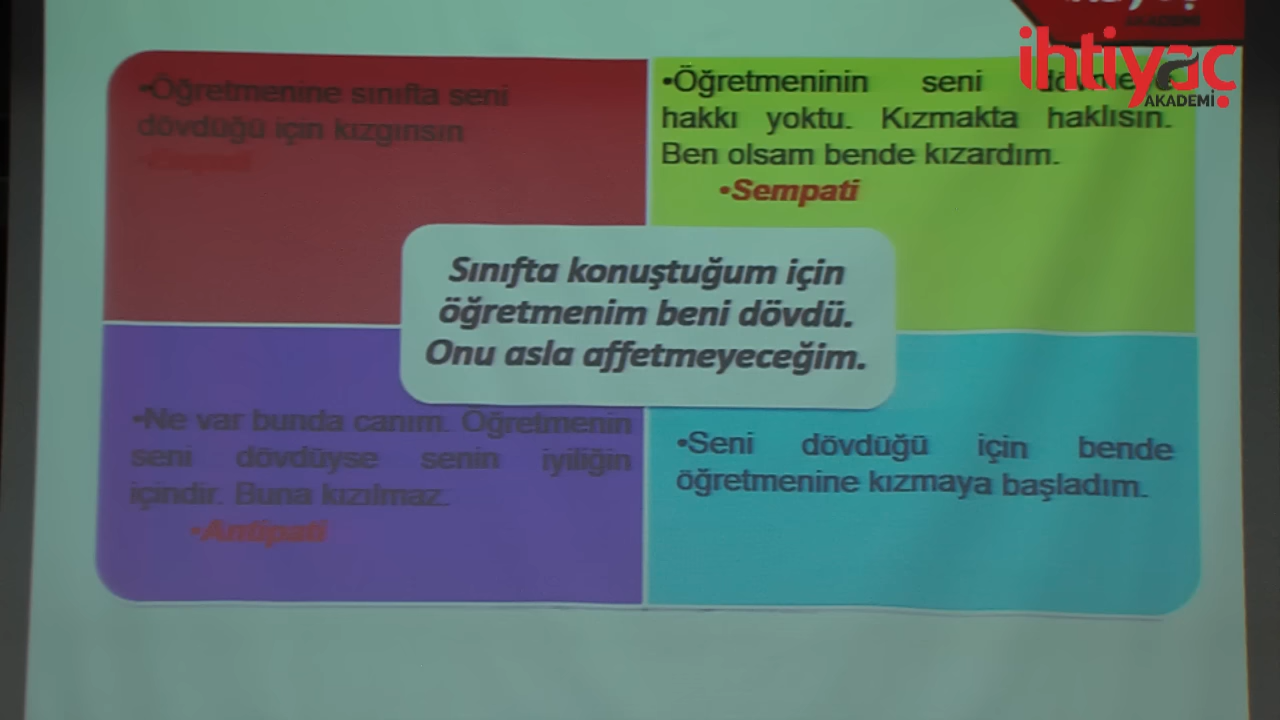 ihtiyaç
AKADEMİ
AKADEMİ
•Öğretmenine sınıfta seni
dövdüğü için kızgınsın
•Empati
•Öğretmeninin seni
hakkı yoktu. Kızmakta haklısın.
Ben olsam bende kızardım.
•Sempati
Sınıfta konuştuğum için
öğretmenim beni dövdü.
Onu asla affetmeyeceğim.
•Ne var bunda canım. Öğretmenin
seni dövdüyse senin iyiliğin
içindir. Buna kızılmaz.
•Antipati
•Seni dövdüğü için bende
öğretmenine kızmaya başladım.